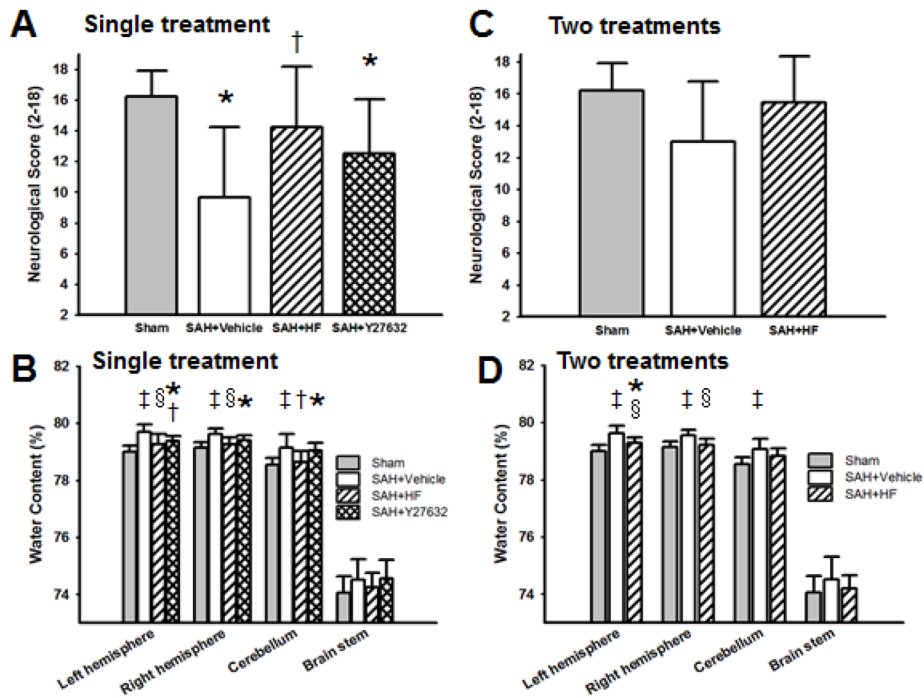 A Single treatment
Neurological Score (2-18)
18
16
14
12
10
8
6
4
2
*
†
*
Sham SAH+Vehicle SAH+HF SAH+Y27632
C Two treatments
Neurological Score (2-18)
18
16
14
12
10
8
6
4
2
Sham SAH+Vehicle SAH+HF
B Single treatment
Water Content (%)
82
80
78
76
74
*
‡ § †
‡ § *
‡ † *
Sham
SAH+Vehicle
SAH+HF
SAH+Y27632
Left hemisphere
Right hemisphere
Cerebellum
Brain stem
D Two treatments
Water Content (%)
82
80
78
76
74
*
‡ §
‡ §
‡
Sham
SAH+Vehicle
SAH+HF
Left hemisphere
Right hemisphere
Cerebellum
Brain stem